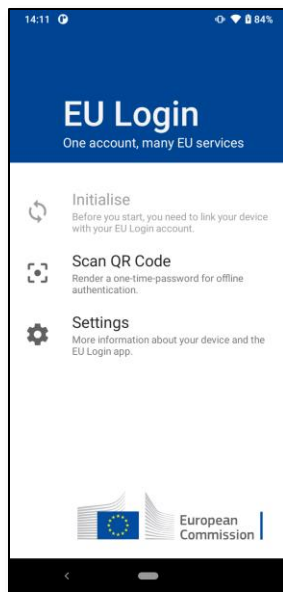 14:11 84%
EU Login
One account, many EU services
Initialise
Before you start, you need to link your device
with your EU Login account.
Scan QR Code
Render a one-time-password for offline
authentication.
Settings
More information about your device and the
EU Login app.
European
Commission